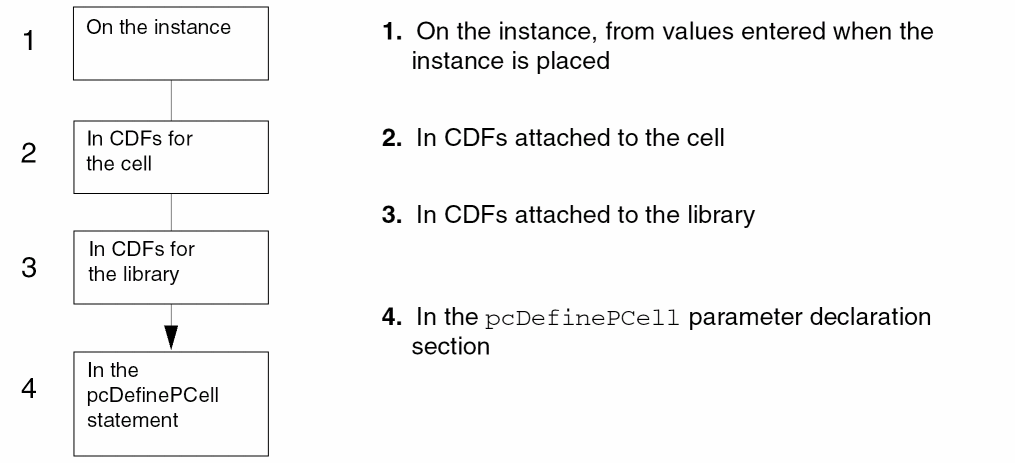 1
On the instance
2
In CDFs for
the cell
3
In CDFs for
the library
4
In the
pcDefinePCell
statement
1. On the instance, from values entered when the
instance is placed
2. In CDFs attached to the cell
3. In CDFs attached to the library
4. In the pcDefinePCell parameter declaration
section